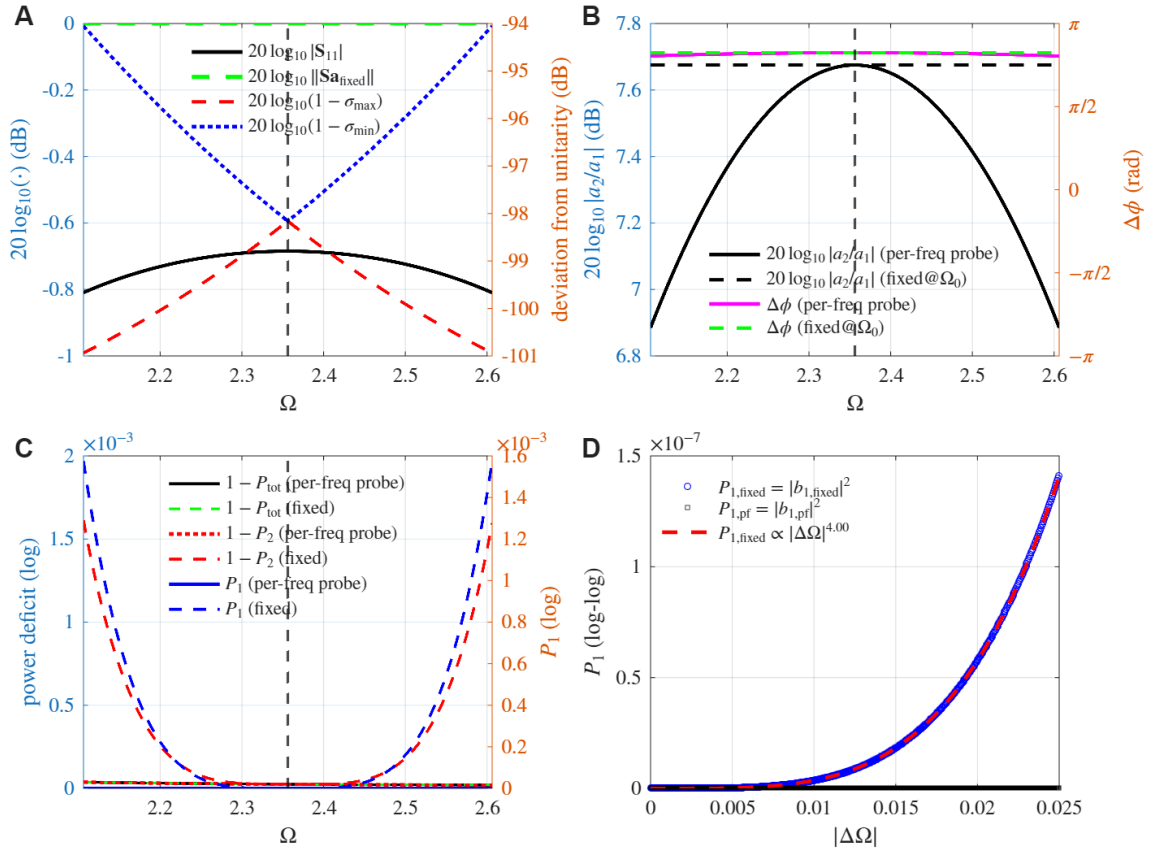 A
0
-0.2
-0.4
-0.6
-0.8
-1
20 log₁₀(·) (dB)
20 log₁₀ |S₁₁|
20 log₁₀ ‖Sa_fixed‖
20 log₁₀(1 − σ_max)
20 log₁₀(1 − σ_min)
-94
-95
-96
-97
-98
-99
-100
-101
deviation from unitarity (dB)
2.2
2.3
2.4
2.5
2.6
Ω
B
7.8
7.6
7.4
7.2
7
6.8
20 log₁₀ |a₂/a₁| (dB)
20 log₁₀ |a₂/a₁| (per-freq probe)
20 log₁₀ |a₂/a₁| (fixed@Ω₀)
Δϕ (per-freq probe)
Δϕ (fixed@Ω₀)
π
π/2
0
−π/2
−π
Δϕ (rad)
2.2
2.3
2.4
2.5
2.6
Ω
C
×10⁻³
2
1.5
1
0.5
0
power deficit (log)
1 − P_tot (per-freq probe)
1 − P_tot (fixed)
1 − P₂ (per-freq probe)
1 − P₂ (fixed)
P₁ (per-freq probe)
P₁ (fixed)
×10⁻³
1.6
1.4
1.2
1
0.8
0.6
0.4
0.2
0
P₁ (log)
2.2
2.3
2.4
2.5
2.6
Ω
D
×10⁻⁷
1.5
1
0.5
0
P₁ (log-log)
P₁,fixed = |b₁,fixed|²
P₁,pf = |b₁,pf|²
P₁,fixed ∝ |ΔΩ|⁴·⁰⁰
0
0.005
0.010
0.015
0.02
0.025
|ΔΩ|